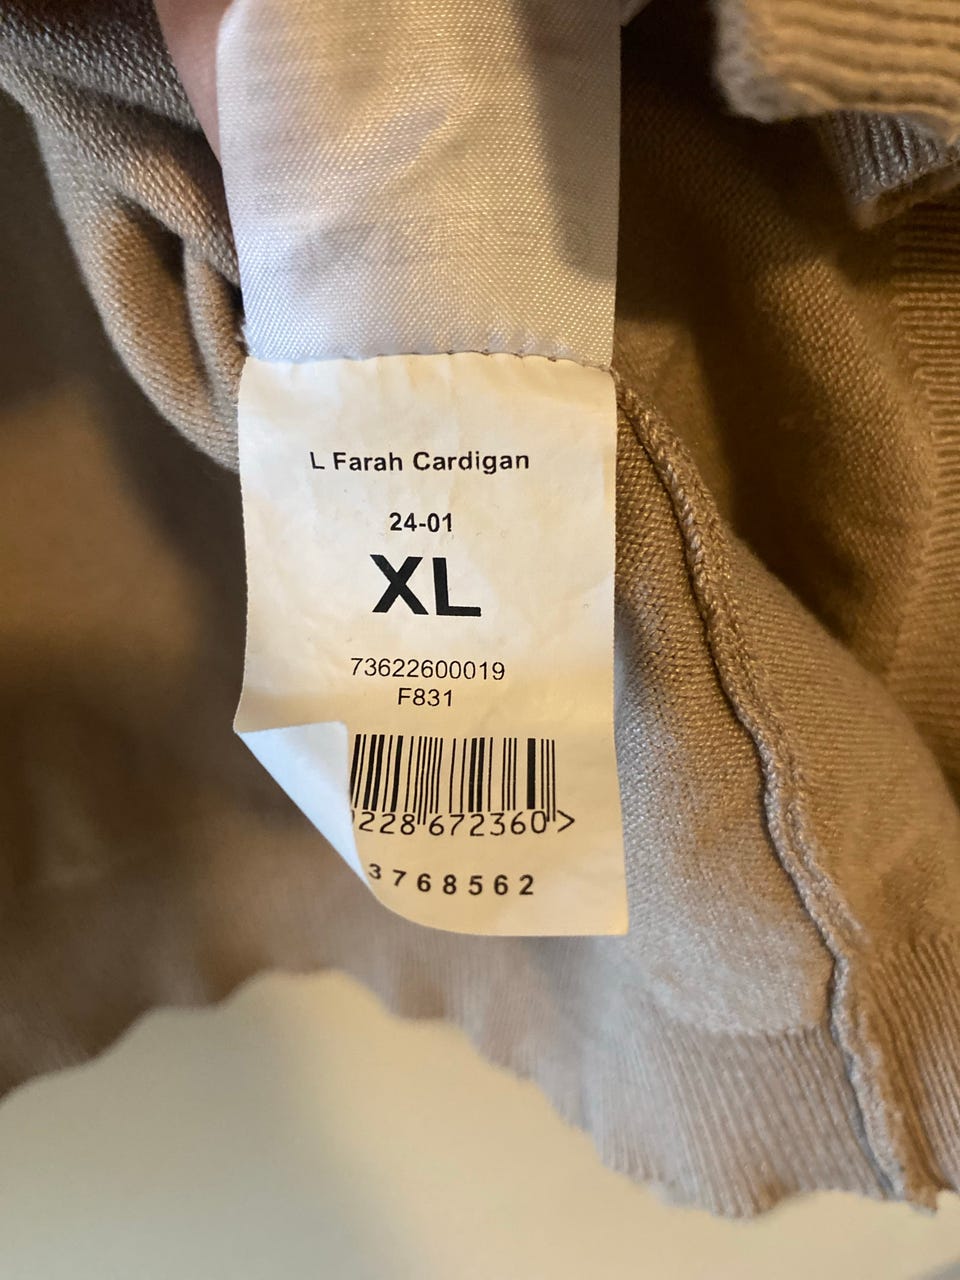 L Farah Cardigan
24-01
XL
73622600019
F831
228 672360 >
3768562